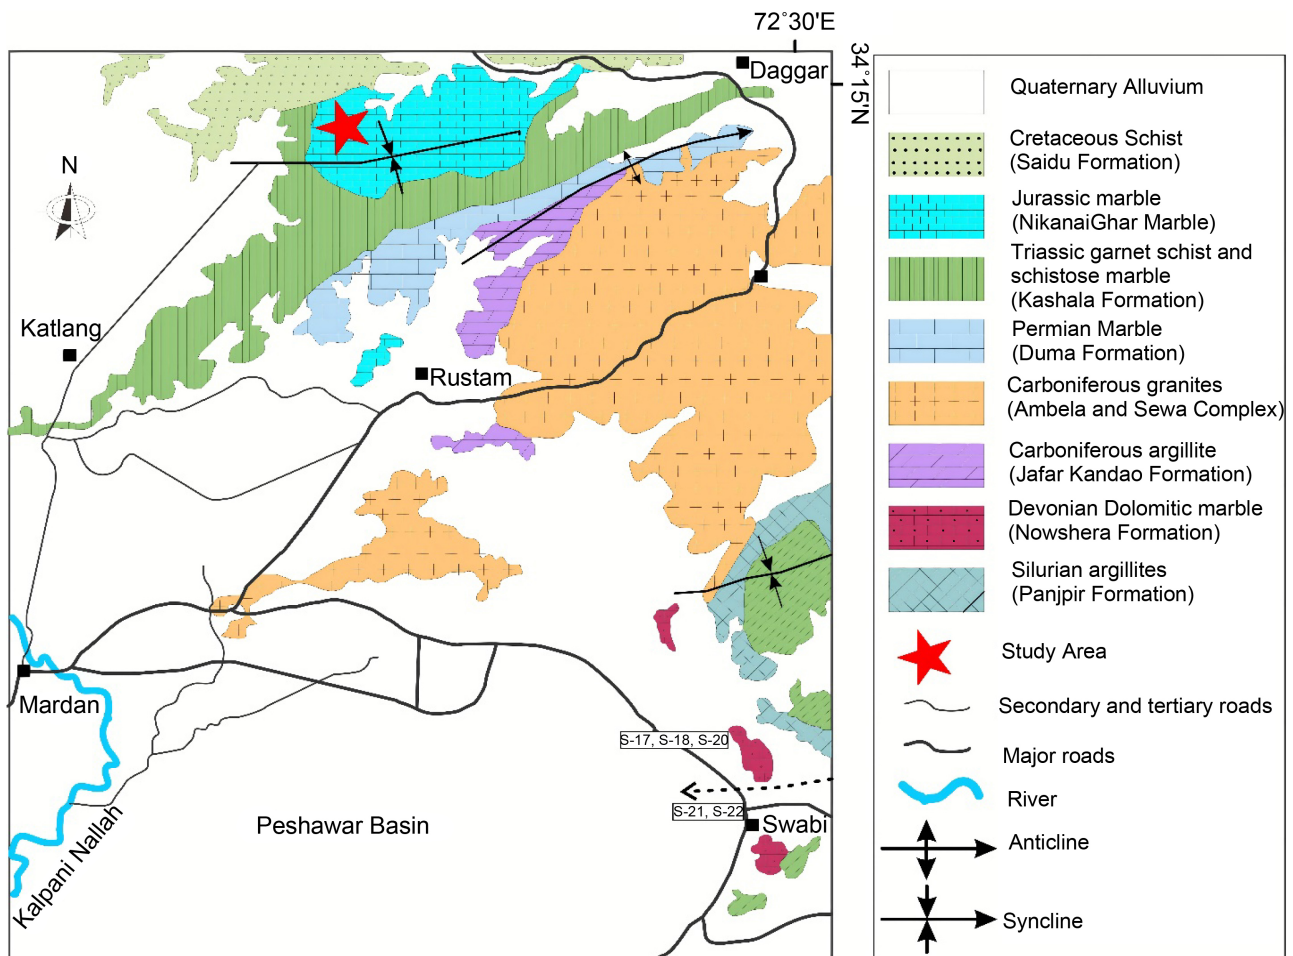 72°30'E
34°15'N
Daggar
N
Katlang
Rustam
Mardan
S-17, S-18, S-20
S-21, S-22
Swabi
Peshawar Basin
Kalpani Nallah
Quaternary Alluvium
Cretaceous Schist
(Saidu Formation)
Jurassic marble
(NikanaiGhar Marble)
Triassic garnet schist and
schistose marble
(Kashala Formation)
Permian Marble
(Duma Formation)
Carboniferous granites
(Ambela and Sewa Complex)
Carboniferous argillite
(Jafar Kandao Formation)
Devonian Dolomitic marble
(Nowshera Formation)
Silurian argillites
(Panjpir Formation)
Study Area
Secondary and tertiary roads
Major roads
River
Anticline
Syncline